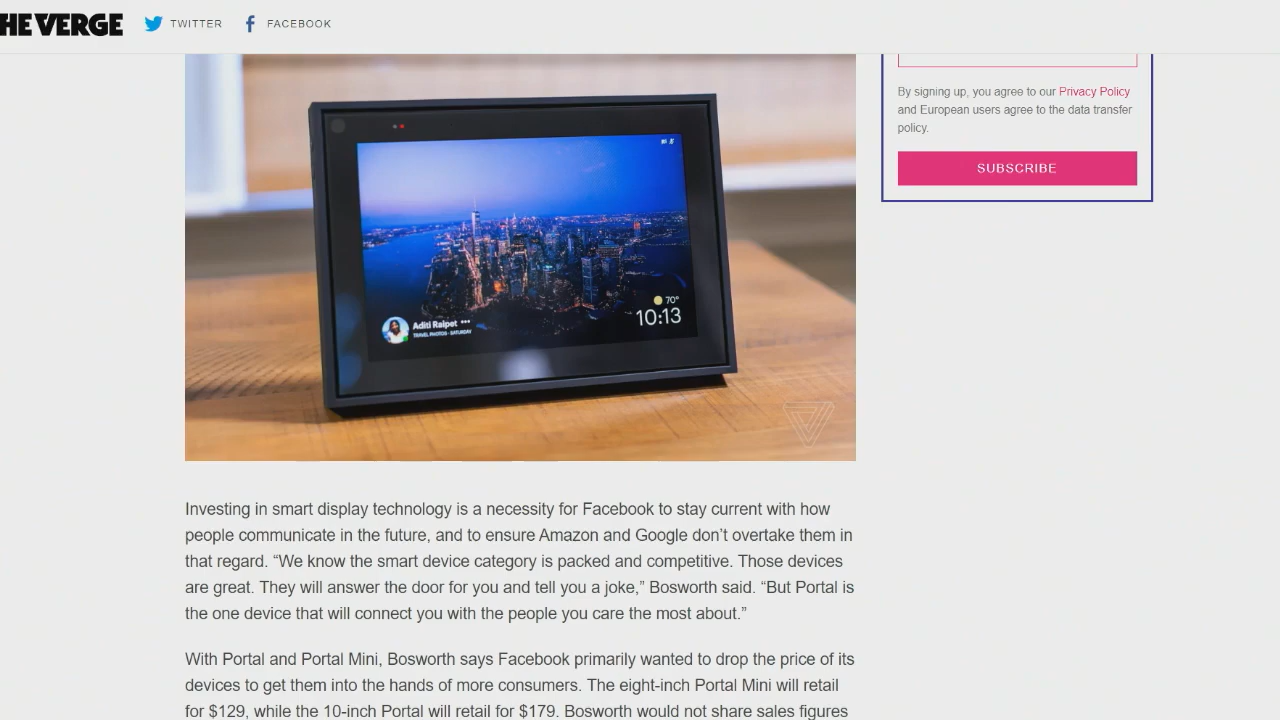 HE VERGE
TWITTER
FACEBOOK
By signing up, you agree to our Privacy Policy
and European users agree to the data transfer
policy.
SUBSCRIBE
70°
10:13
Aditi Rajpet •••
TRAVEL PHOTOS · SATURDAY
Investing in smart display technology is a necessity for Facebook to stay current with how
people communicate in the future, and to ensure Amazon and Google don’t overtake them in
that regard. “We know the smart device category is packed and competitive. Those devices
are great. They will answer the door for you and tell you a joke,” Bosworth said. “But Portal is
the one device that will connect you with the people you care the most about.”
With Portal and Portal Mini, Bosworth says Facebook primarily wanted to drop the price of its
devices to get them into the hands of more consumers. The eight-inch Portal Mini will retail
for $129, while the 10-inch Portal will retail for $179. Bosworth would not share sales figures